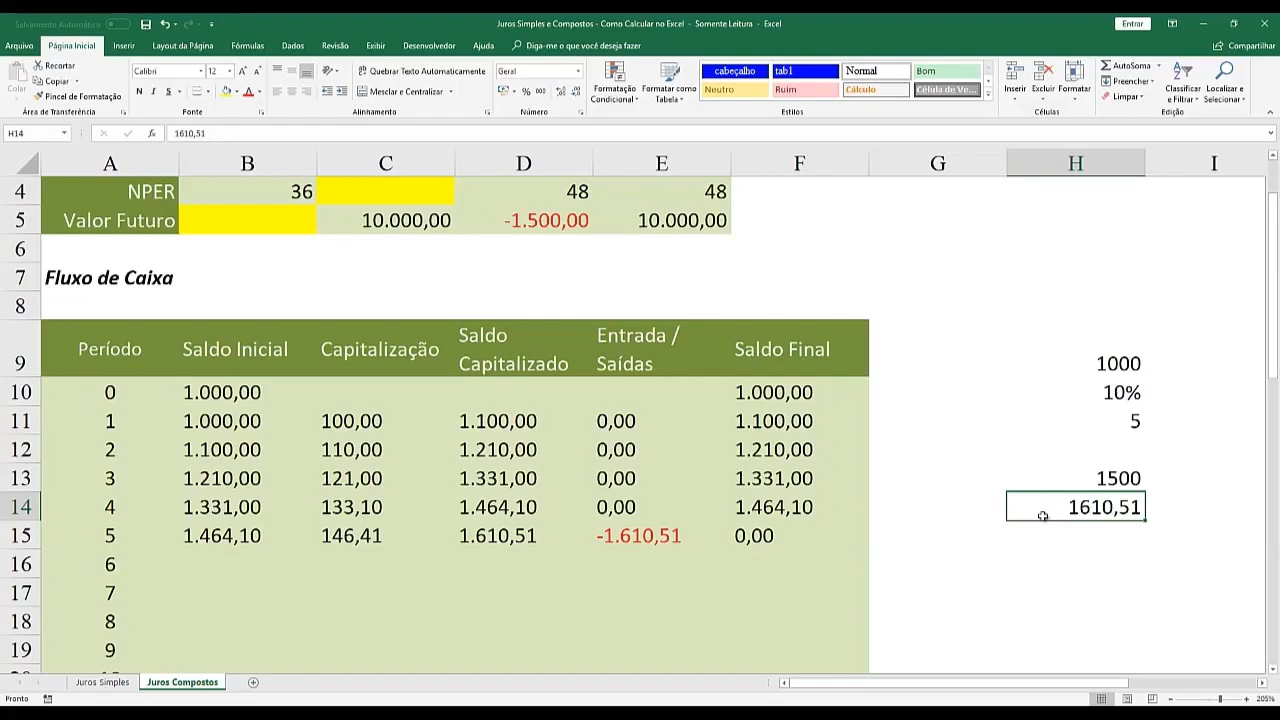 Salvamento Automático
Juros Simples e Compostos - Como Calcular no Excel - Somente Leitura - Excel
Entrar
Arquivo Página Inicial Inserir Layout da Página Fórmulas Dados Revisão Exibir Desenvolvedor Ajuda Diga-me o que você deseja fazer Compartilhar
Colar
Recortar
Copiar
Pincel de Formatação
Área de Transferência
Calibri 12
N I S
Fonte
Quebrar Texto Automaticamente
Mesclar e Centralizar
Alinhamento
Geral
% 000
Número
Formatação Condicional
Formatar como Tabela
cabeçalho tab1 Normal Bom
Neutro Ruim Cálculo Célula de Ve...
Estilos
Inserir Excluir Formatar
Células
AutoSoma
Preencher
Limpar
Classificar e Filtrar
Localizar e Selecionar
Edição
H14 fx 1610,51
A B C D E F G H I
4 NPER 36 48 48
5 Valor Futuro 10.000,00 -1.500,00 10.000,00
6
7 Fluxo de Caixa
8
9 Período Saldo Inicial Capitalização Saldo Capitalizado Entrada / Saídas Saldo Final 1000
10 0 1.000,00 1.000,00 10%
11 1 1.000,00 100,00 1.100,00 0,00 1.100,00 5
12 2 1.100,00 110,00 1.210,00 0,00 1.210,00
13 3 1.210,00 121,00 1.331,00 0,00 1.331,00 1500
14 4 1.331,00 133,10 1.464,10 0,00 1.464,10 1610,51
15 5 1.464,10 146,41 1.610,51 -1.610,51 0,00
16 6
17 7
18 8
19 9
Juros Simples Juros Compostos
Pronto
205%